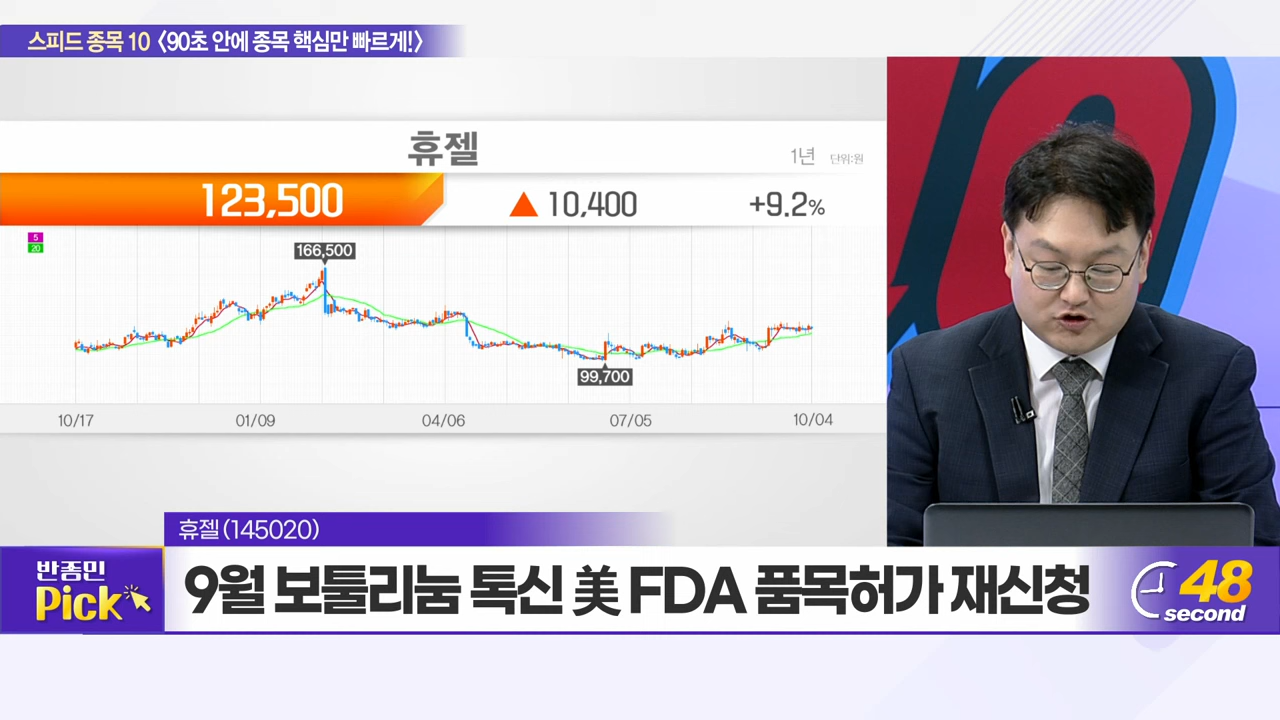 스피드 종목 10 〈90초 안에 종목 핵심만 빠르게!〉
휴젤
1년 단위:원
123,500 ▲ 10,400 +9.2%
5
20
166,500
99,700
10/17 01/09 04/06 07/05 10/04
휴젤(145020)
반종민
Pick
9월 보툴리눔 톡신 美 FDA 품목허가 재신청
48
second